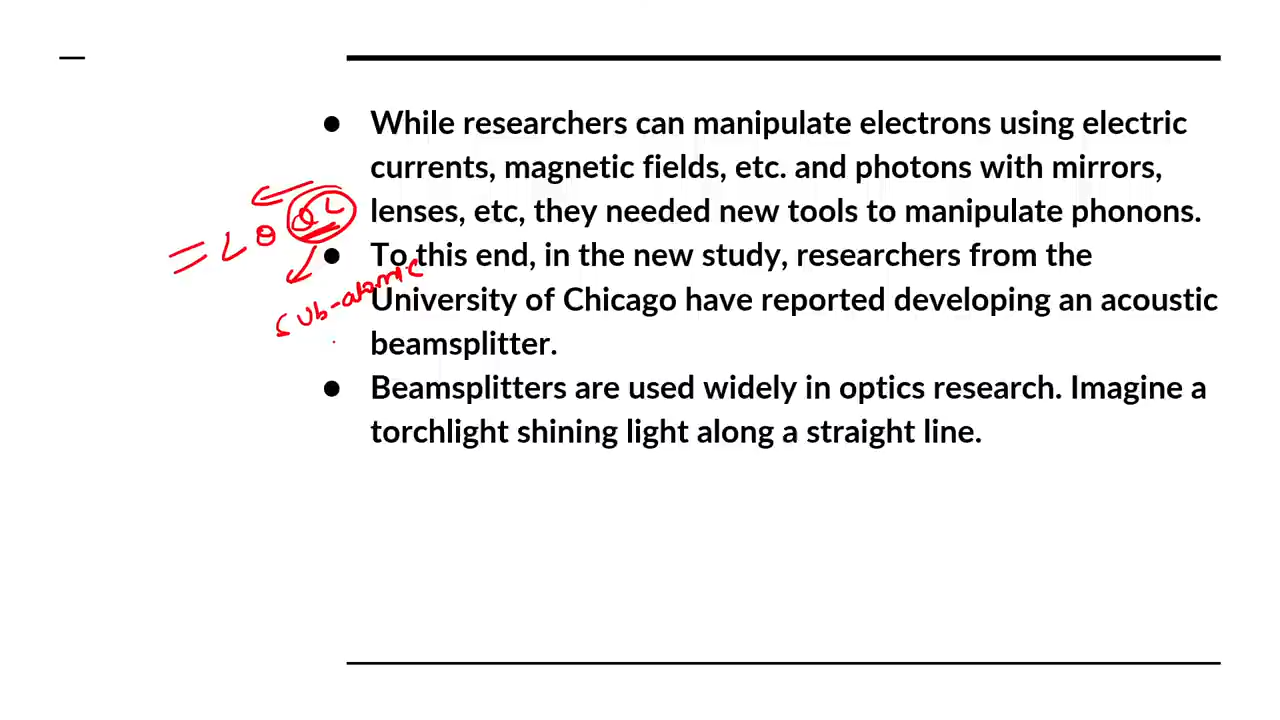 ● While researchers can manipulate electrons using electric
currents, magnetic fields, etc. and photons with mirrors,
lenses, etc, they needed new tools to manipulate phonons.
● To this end, in the new study, researchers from the
University of Chicago have reported developing an acoustic
beamsplitter.
● Beamsplitters are used widely in optics research. Imagine a
torchlight shining light along a straight line.
= L
Sub-atomic